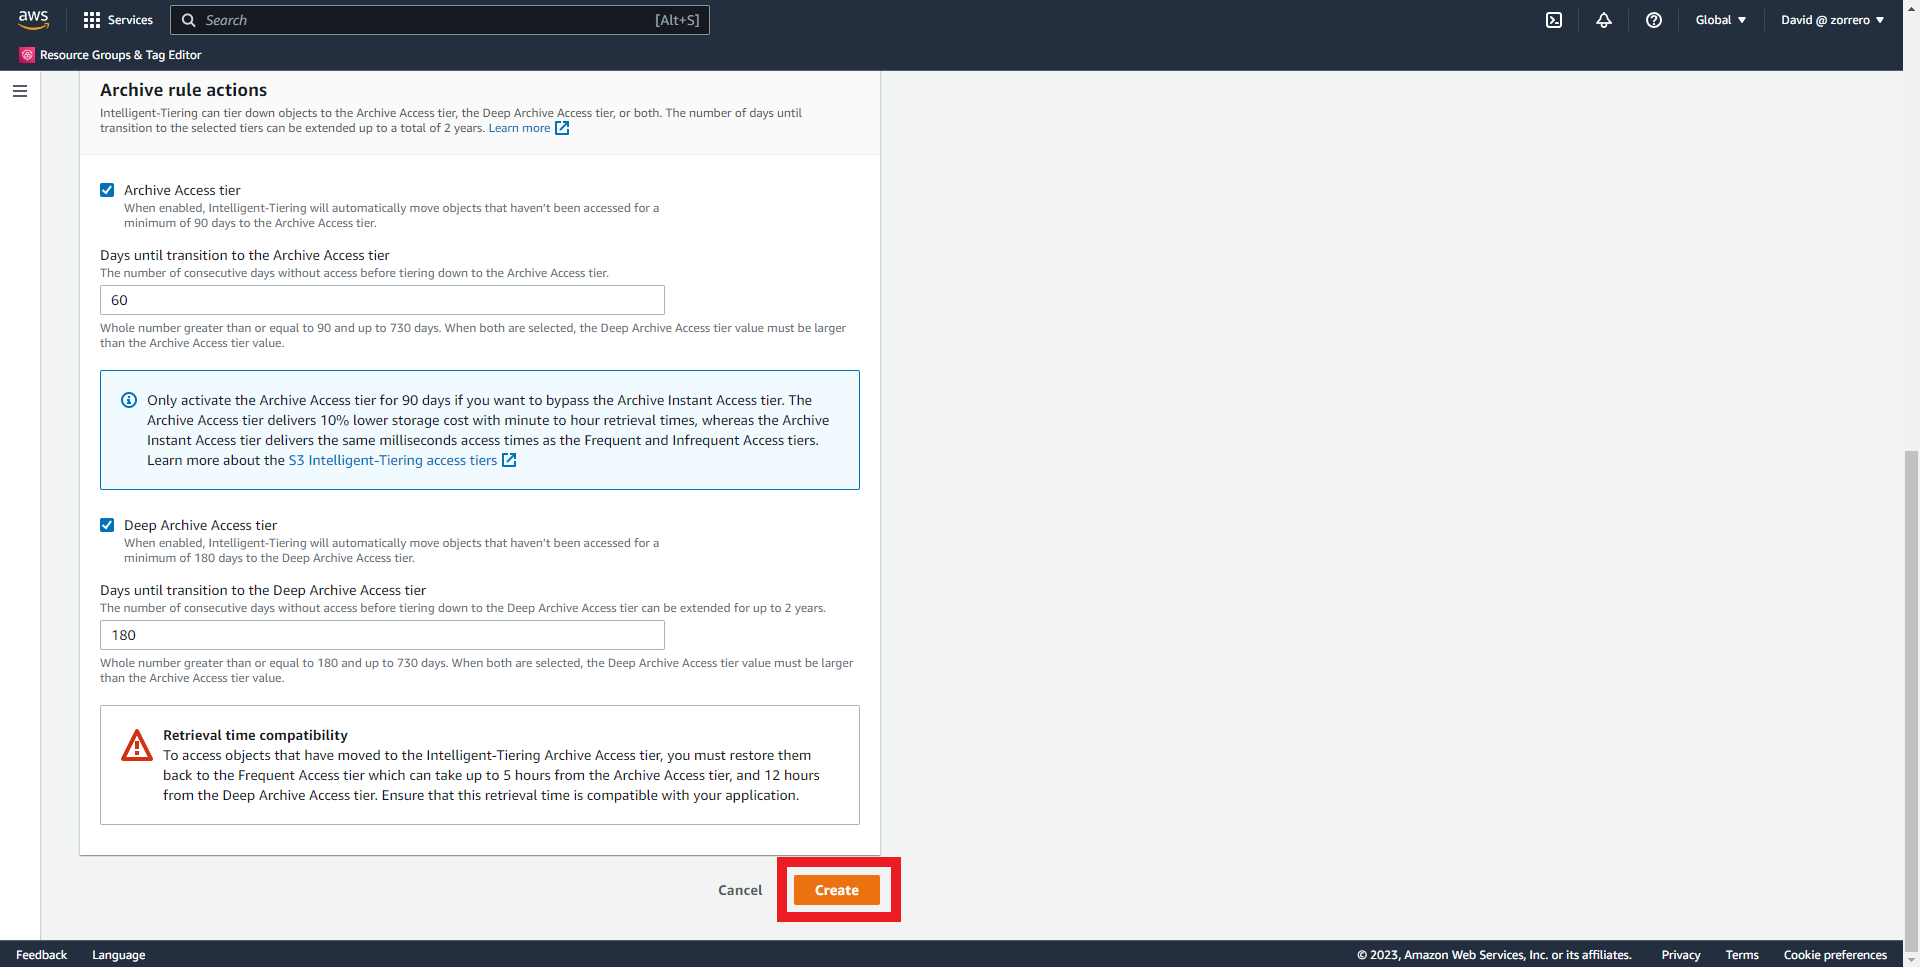 aws
Services
Search
[Alt+S]
Global
David @ zorrero
Resource Groups & Tag Editor
Archive rule actions
Intelligent-Tiering can tier down objects to the Archive Access tier, the Deep Archive Access tier, or both. The number of days until
transition to the selected tiers can be extended up to a total of 2 years. Learn more
Archive Access tier
When enabled, Intelligent-Tiering will automatically move objects that haven't been accessed for a
minimum of 90 days to the Archive Access tier.
Days until transition to the Archive Access tier
The number of consecutive days without access before tiering down to the Archive Access tier.
60
Whole number greater than or equal to 90 and up to 730 days. When both are selected, the Deep Archive Access tier value must be larger
than the Archive Access tier value.
Only activate the Archive Access tier for 90 days if you want to bypass the Archive Instant Access tier. The
Archive Access tier delivers 10% lower storage cost with minute to hour retrieval times, whereas the Archive
Instant Access tier delivers the same milliseconds access times as the Frequent and Infrequent Access tiers.
Learn more about the S3 Intelligent-Tiering access tiers
Deep Archive Access tier
When enabled, Intelligent-Tiering will automatically move objects that haven't been accessed for a
minimum of 180 days to the Deep Archive Access tier.
Days until transition to the Deep Archive Access tier
The number of consecutive days without access before tiering down to the Deep Archive Access tier can be extended for up to 2 years.
180
Whole number greater than or equal to 180 and up to 730 days. When both are selected, the Deep Archive Access tier value must be larger
than the Archive Access tier value.
Retrieval time compatibility
To access objects that have moved to the Intelligent-Tiering Archive Access tier, you must restore them
back to the Frequent Access tier which can take up to 5 hours from the Archive Access tier, and 12 hours
from the Deep Archive Access tier. Ensure that this retrieval time is compatible with your application.
Cancel
Create
Feedback
Language
© 2023, Amazon Web Services, Inc. or its affiliates.
Privacy
Terms
Cookie preferences